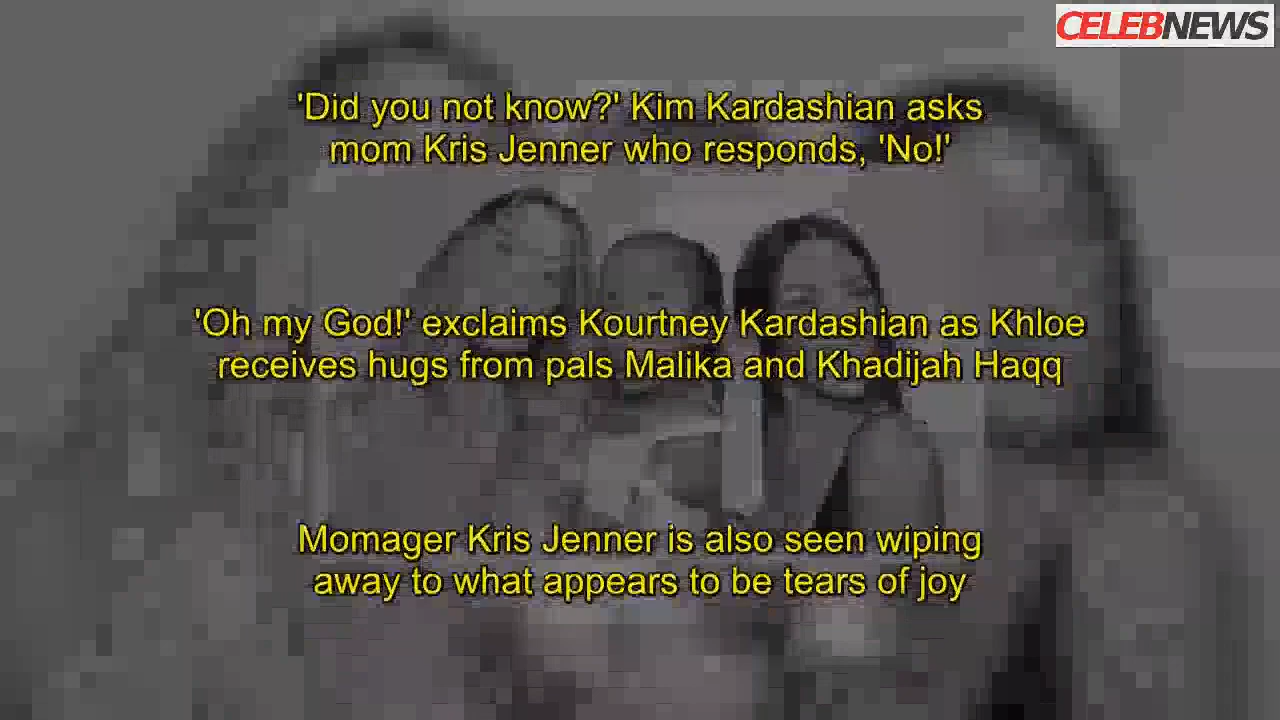 CELEBNEWS
'Did you not know?' Kim Kardashian asks
mom Kris Jenner who responds, 'No!'
'Oh my God!' exclaims Kourtney Kardashian as Khloe
receives hugs from pals Malika and Khadijah Haqq
Momager Kris Jenner is also seen wiping
away to what appears to be tears of joy